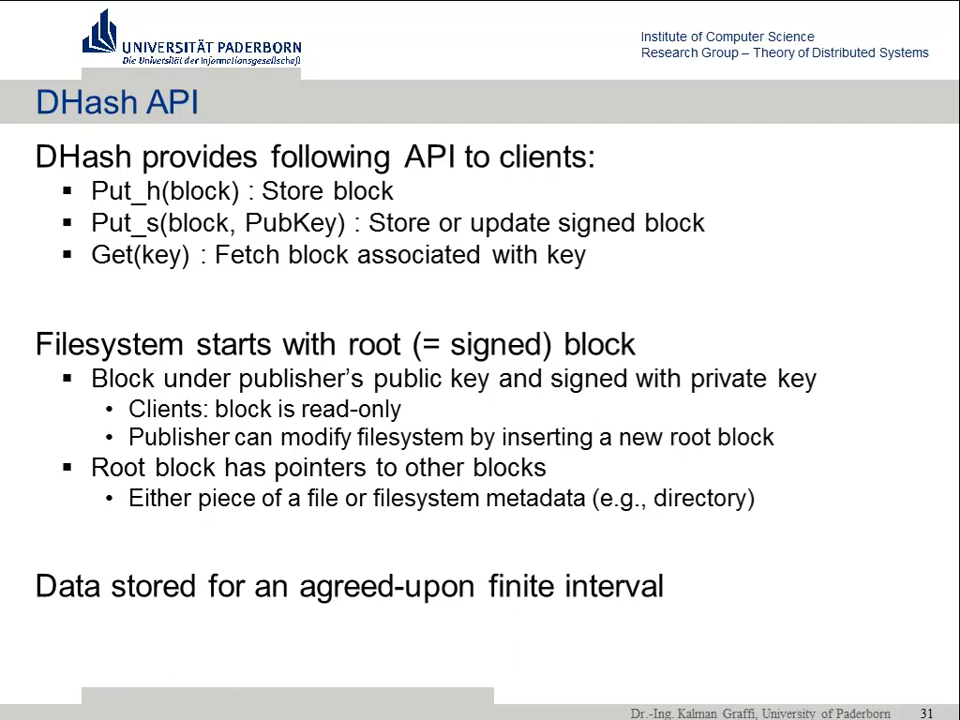 UNIVERSITÄT PADERBORN
Die Universität der Informationsgesellschaft
Institute of Computer Science
Research Group – Theory of Distributed Systems
DHash API
DHash provides following API to clients:
▪ Put_h(block) : Store block
▪ Put_s(block, PubKey) : Store or update signed block
▪ Get(key) : Fetch block associated with key
Filesystem starts with root (= signed) block
▪ Block under publisher’s public key and signed with private key
• Clients: block is read-only
• Publisher can modify filesystem by inserting a new root block
▪ Root block has pointers to other blocks
• Either piece of a file or filesystem metadata (e.g., directory)
Data stored for an agreed-upon finite interval
Dr.-Ing. Kalman Graffi, University of Paderborn 31